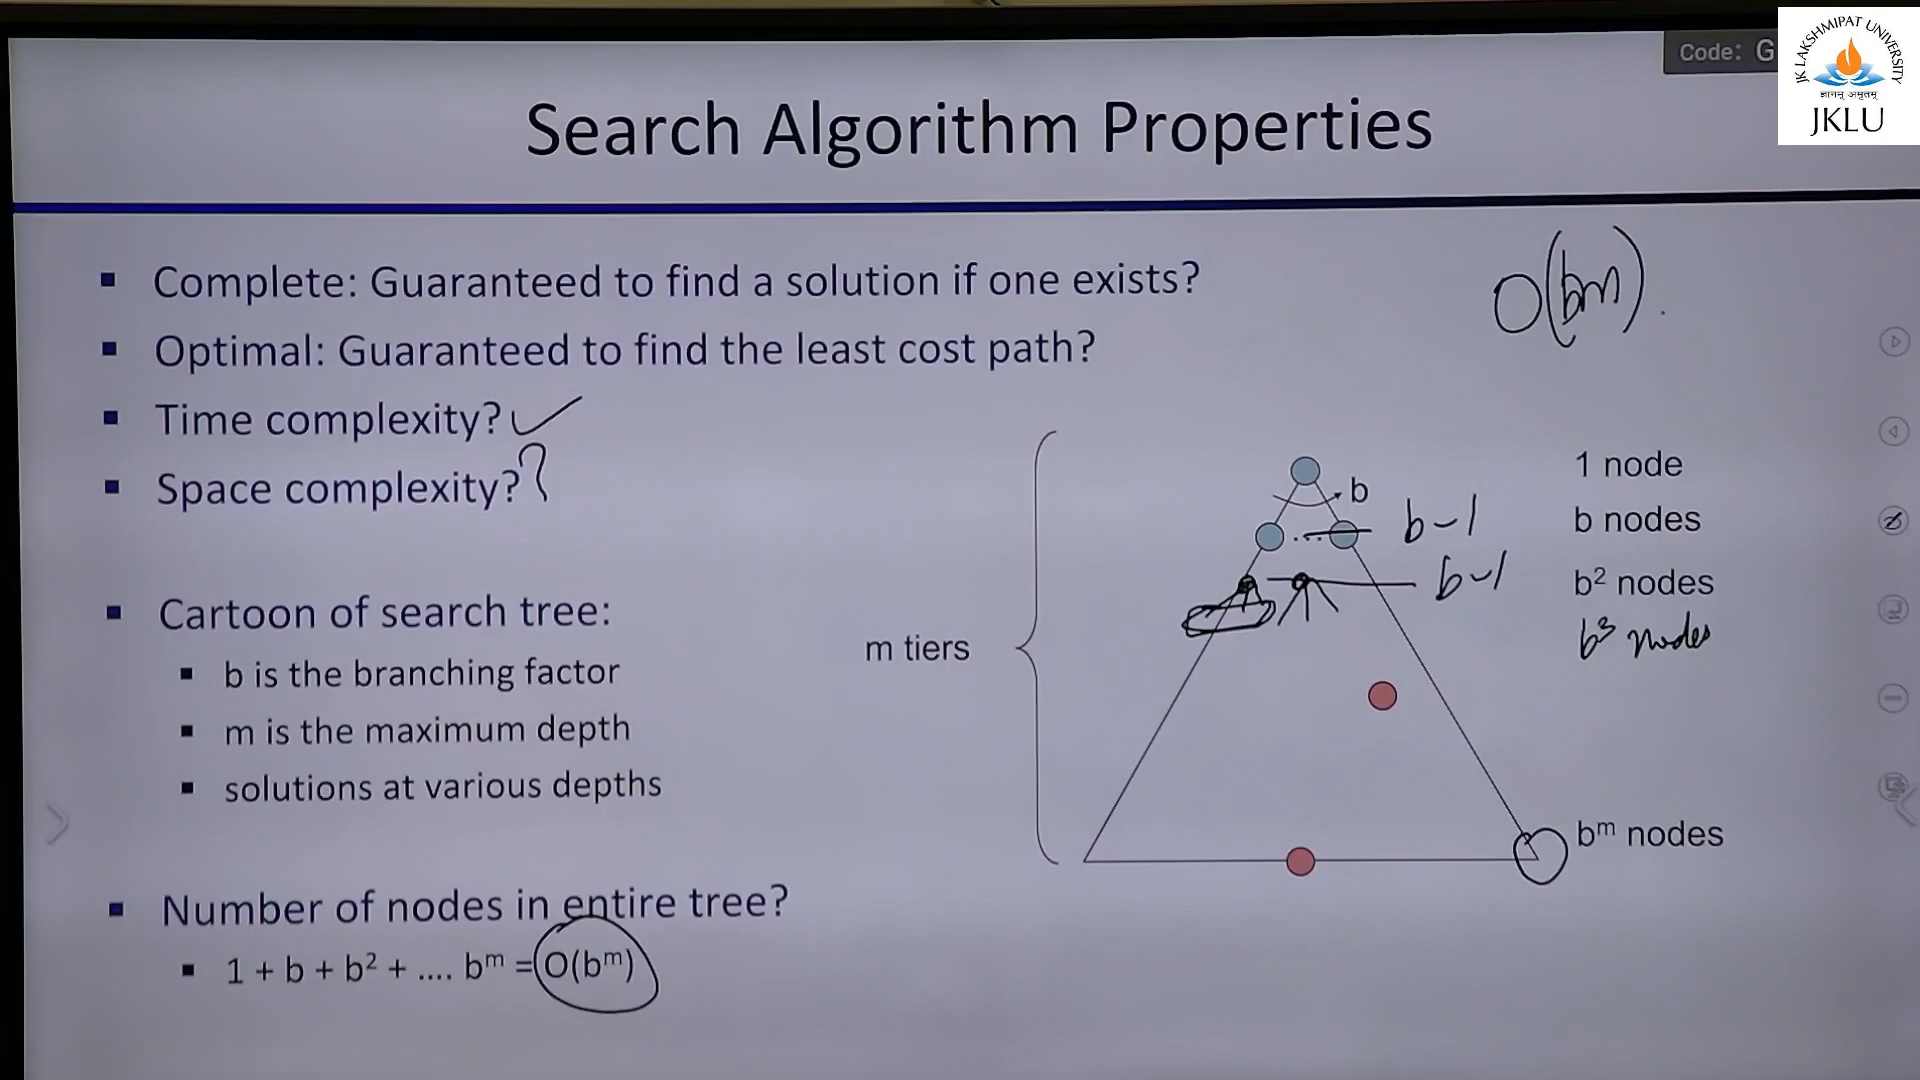 Code: G
JK LAKSHMIPAT UNIVERSITY
ज्ञानम् अमृतम्
JKLU
Search Algorithm Properties
Complete: Guaranteed to find a solution if one exists?
Optimal: Guaranteed to find the least cost path?
Time complexity?
Space complexity?
O(bm).
Cartoon of search tree:
b is the branching factor
m is the maximum depth
solutions at various depths
m tiers
b
...
b-1
b-1
1 node
b nodes
b² nodes
b³ nodes
bᵐ nodes
Number of nodes in entire tree?
1 + b + b² + .... bᵐ = O(bᵐ)